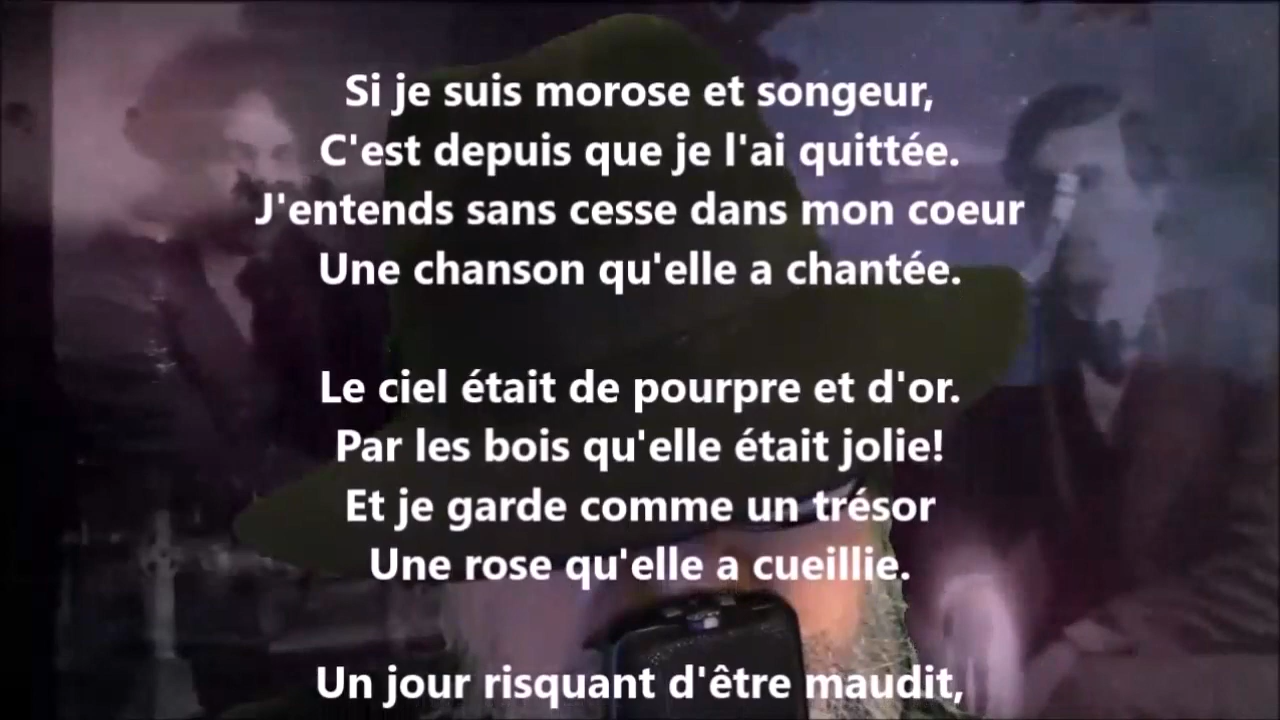 Si je suis morose et songeur,
C'est depuis que je l'ai quittée.
J'entends sans cesse dans mon coeur
Une chanson qu'elle a chantée.
Le ciel était de pourpre et d'or.
Par les bois qu'elle était jolie!
Et je garde comme un trésor
Une rose qu'elle a cueillie.
Un jour risquant d'être maudit,